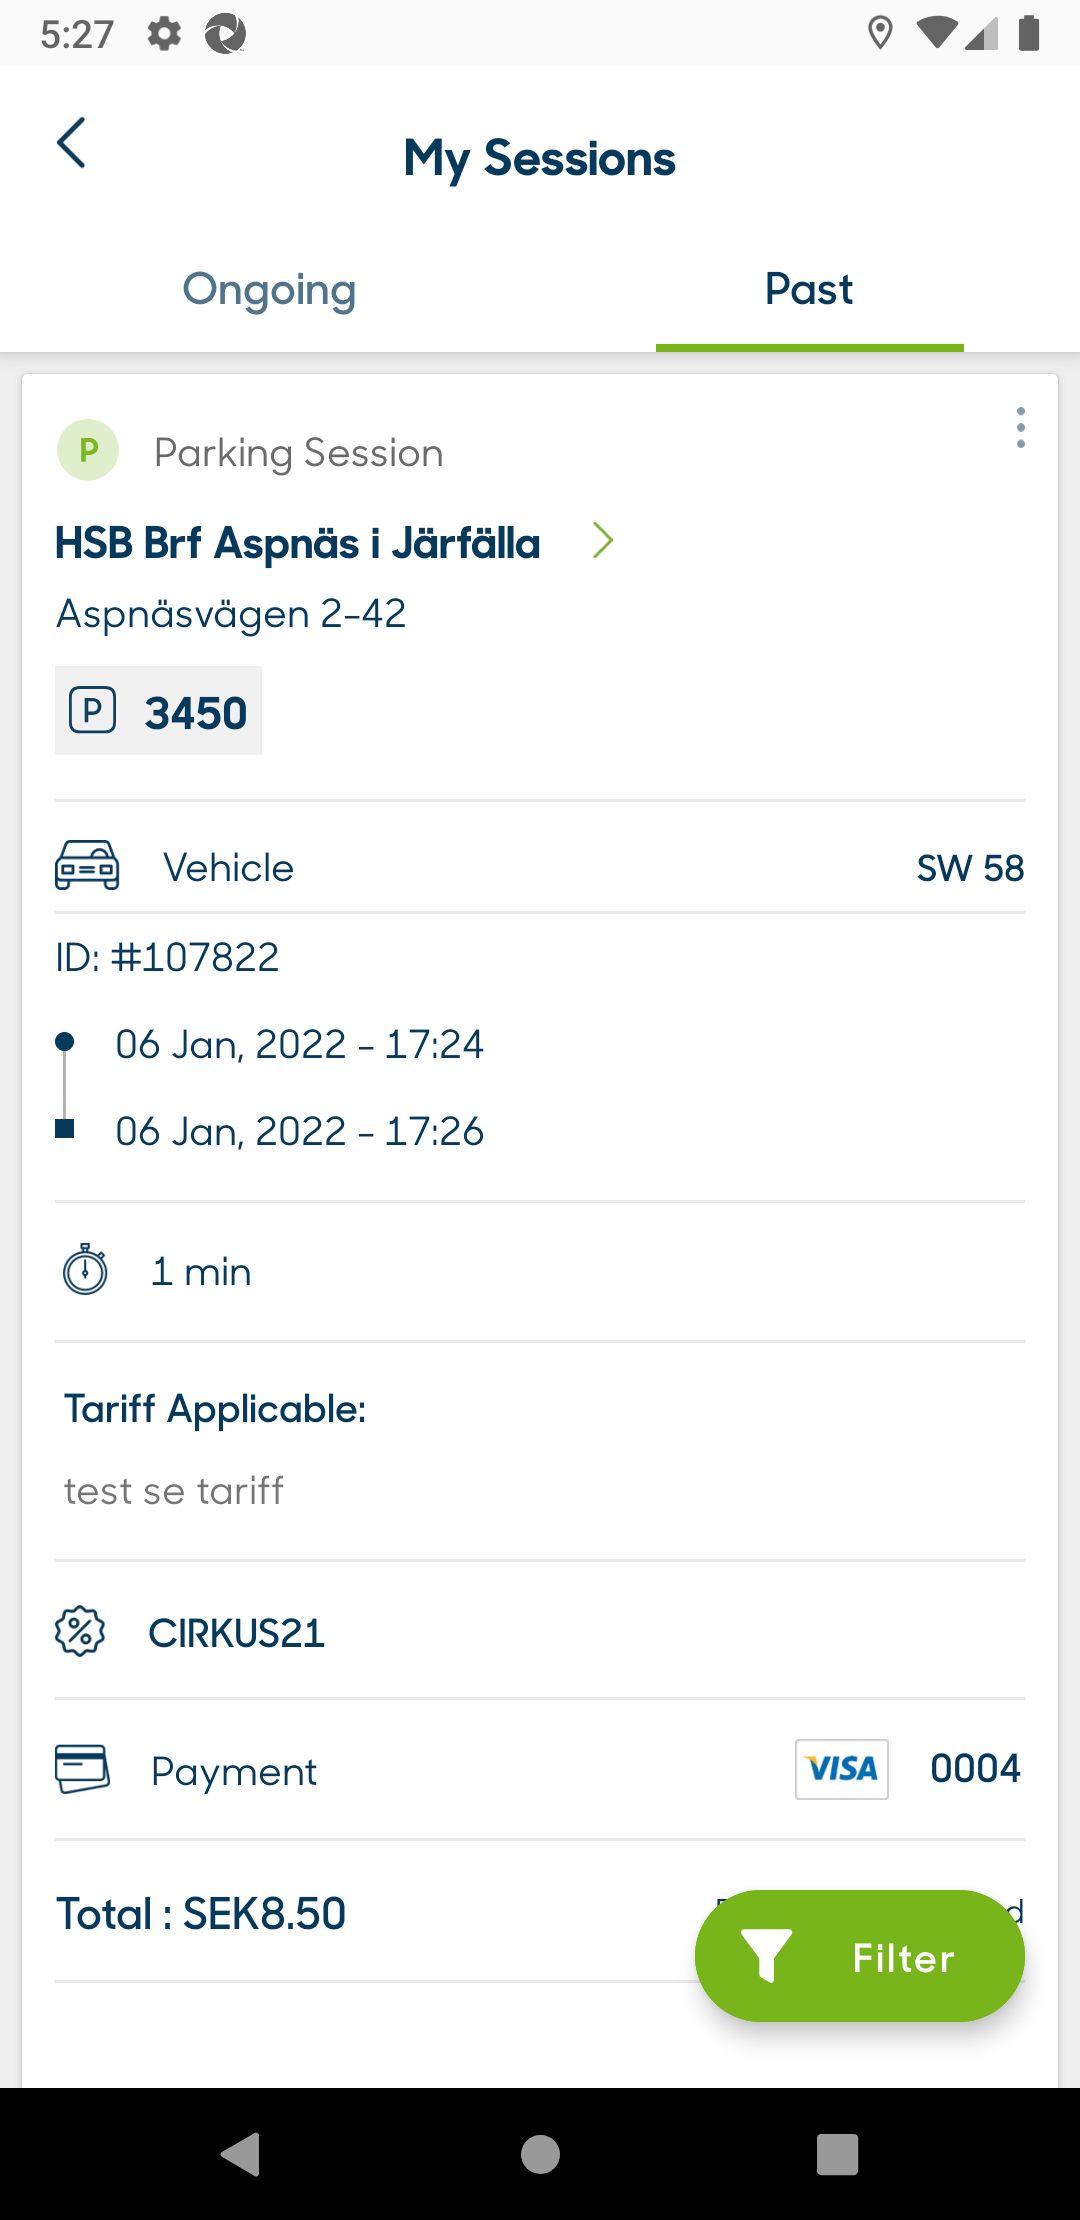 5:27
My Sessions
Ongoing Past
P Parking Session
HSB Brf Aspnäs i Järfälla
Aspnäsvägen 2-42
P 3450
Vehicle SW 58
ID: #107822
06 Jan, 2022 - 17:24
06 Jan, 2022 - 17:26
1 min
Tariff Applicable:
test se tariff
% CIRKUS21
Payment VISA 0004
Total : SEK8.50
Filter